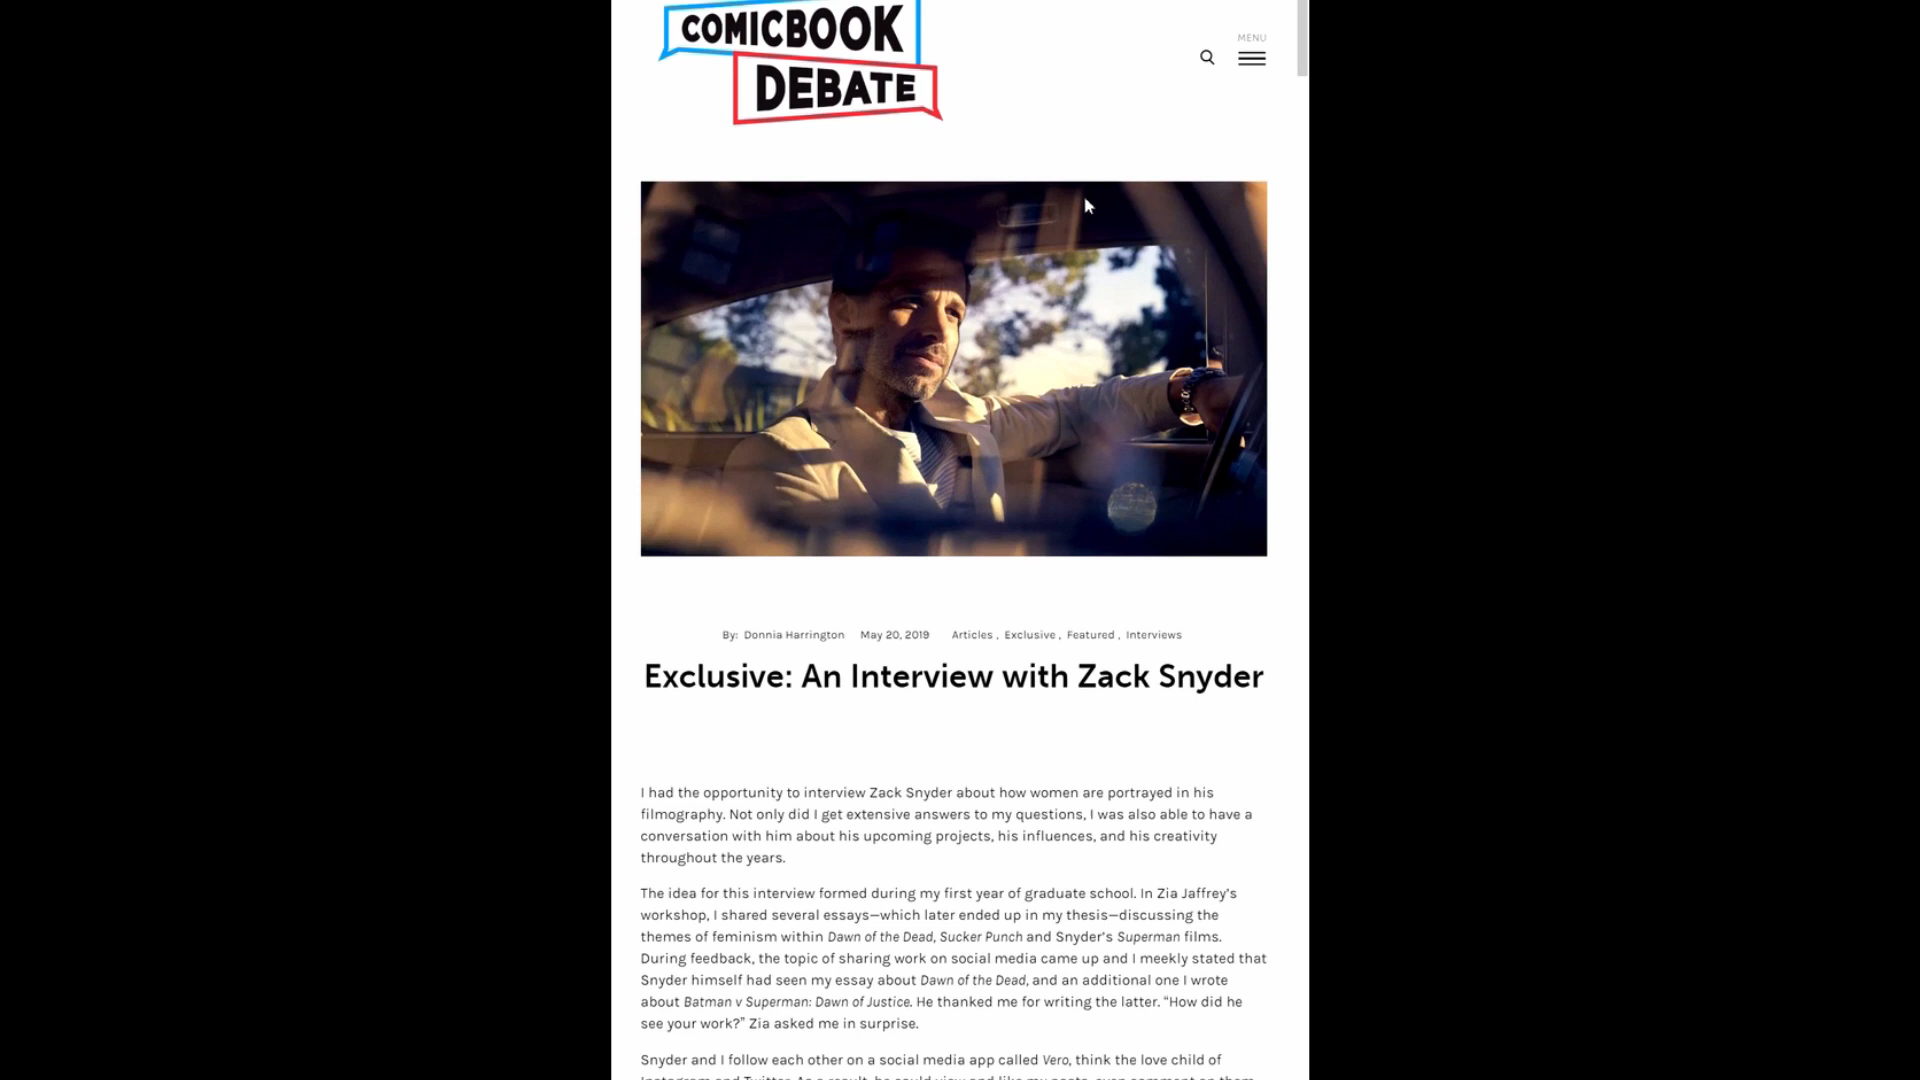 COMICBOOK
DEBATE
MENU
By: Donnia Harrington May 20, 2019 Articles , Exclusive , Featured , Interviews
Exclusive: An Interview with Zack Snyder
I had the opportunity to interview Zack Snyder about how women are portrayed in his
filmography. Not only did I get extensive answers to my questions, I was also able to have a
conversation with him about his upcoming projects, his influences, and his creativity
throughout the years.
The idea for this interview formed during my first year of graduate school. In Zia Jaffrey’s
workshop, I shared several essays—which later ended up in my thesis—discussing the
themes of feminism within Dawn of the Dead, Sucker Punch and Snyder’s Superman films.
During feedback, the topic of sharing work on social media came up and I meekly stated that
Snyder himself had seen my essay about Dawn of the Dead, and an additional one I wrote
about Batman v Superman: Dawn of Justice. He thanked me for writing the latter. “How did he
see your work?” Zia asked me in surprise.
Snyder and I follow each other on a social media app called Vero, think the love child of